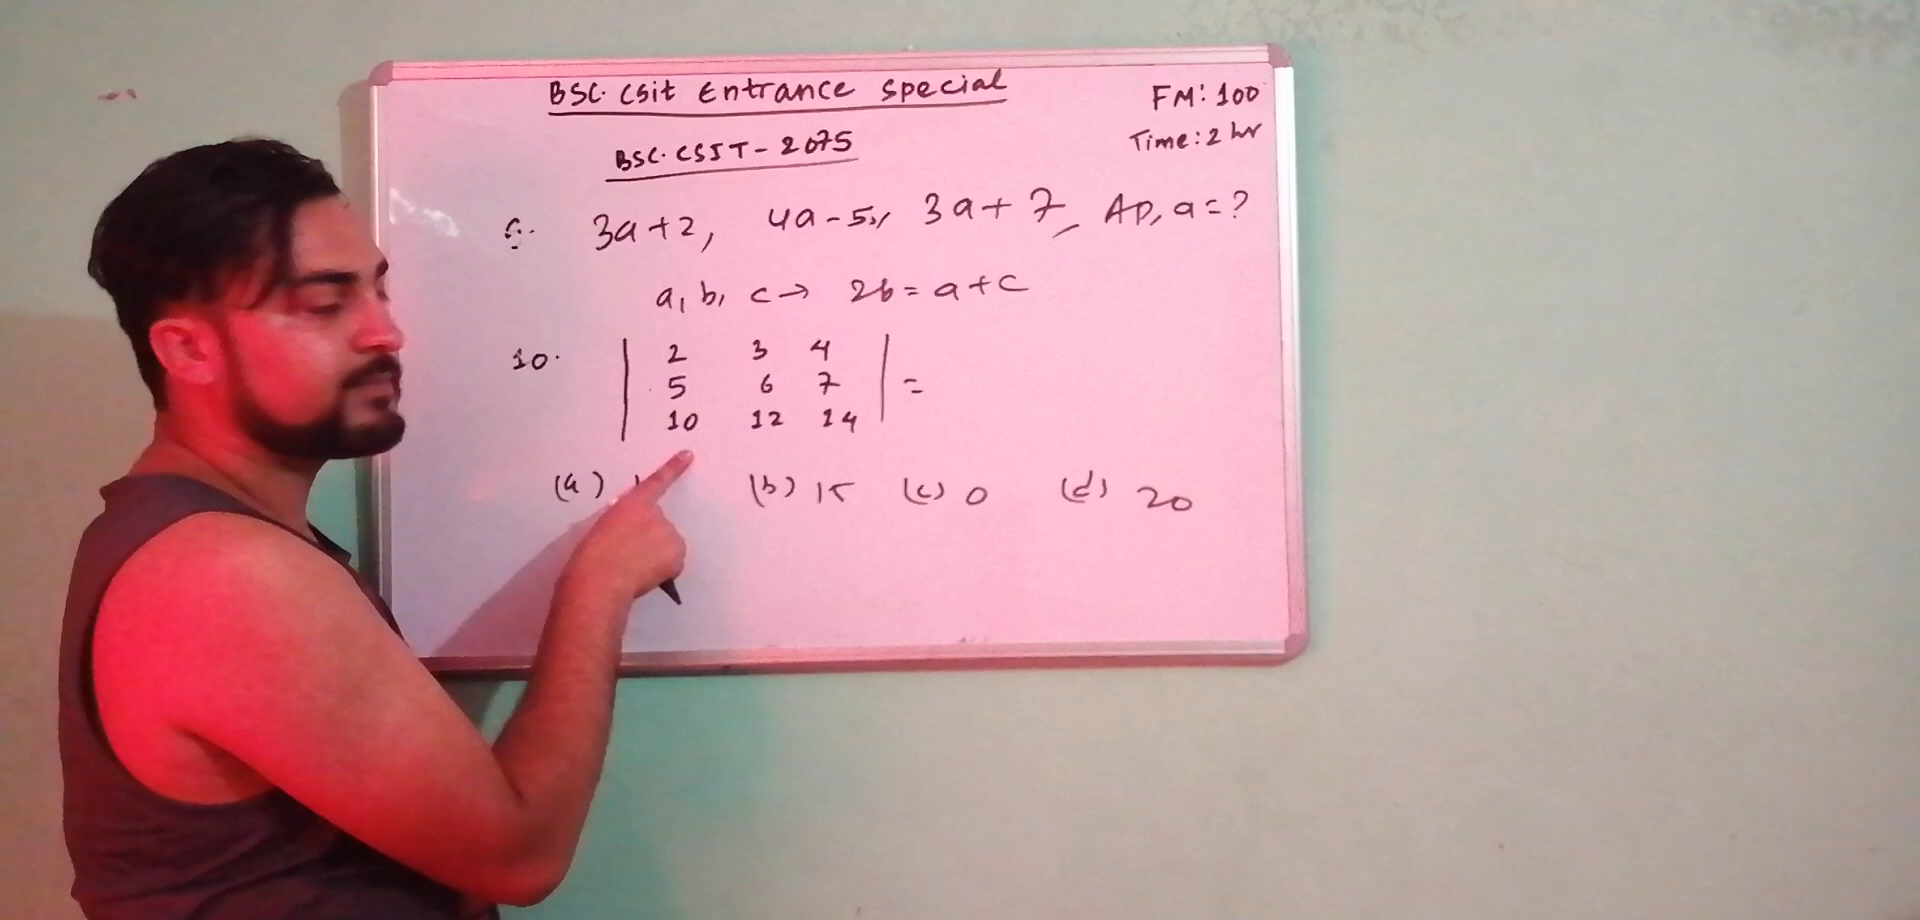 BSC. Csit Entrance special
FM: 100
Time: 2 hr
BSC. CSIT - 2075
9. 3a+2, 4a-5, 3a+7, AP, a=?
a, b, c → 2b = a+c
10. | 2 3 4 |
| 5 6 7 | =
| 10 12 14 |
(a) (b) 15 (c) 0 (d) 20